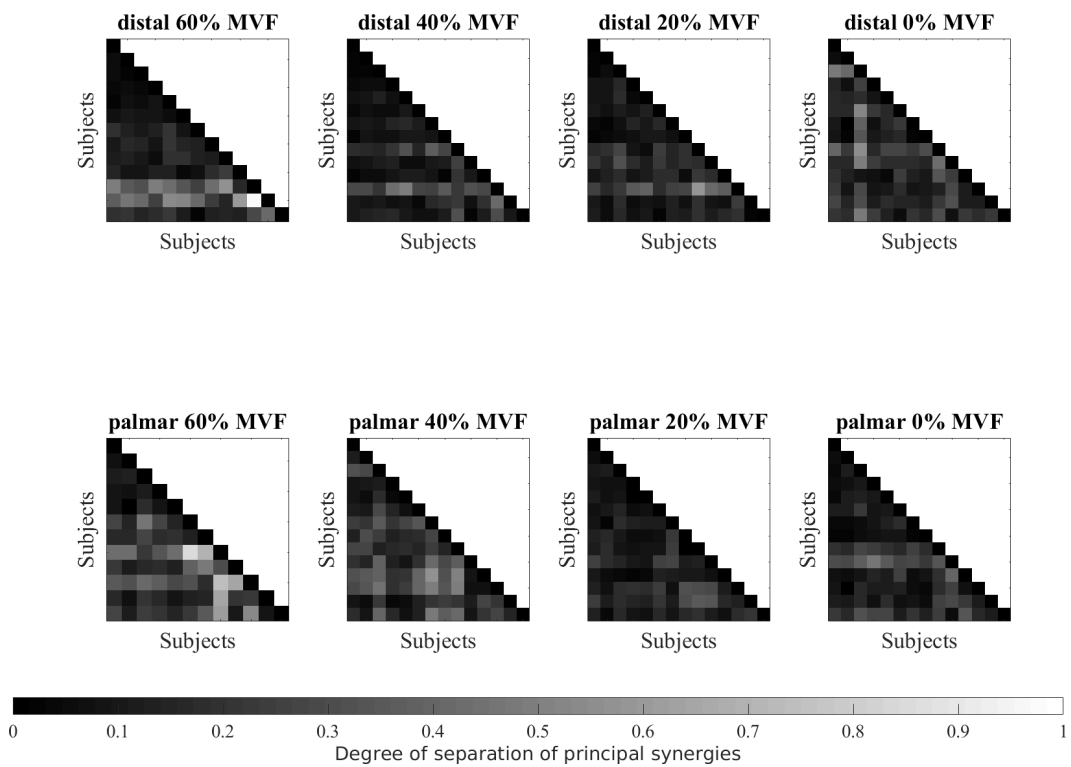 distal 60% MVF
distal 40% MVF
distal 20% MVF
distal 0% MVF
Subjects
Subjects
Subjects
Subjects
Subjects
Subjects
Subjects
Subjects
palmar 60% MVF
palmar 40% MVF
palmar 20% MVF
palmar 0% MVF
Subjects
Subjects
Subjects
Subjects
Subjects
Subjects
Subjects
Subjects
0 0.1 0.2 0.3 0.4 0.5 0.6 0.7 0.8 0.9 1
Degree of separation of principal synergies